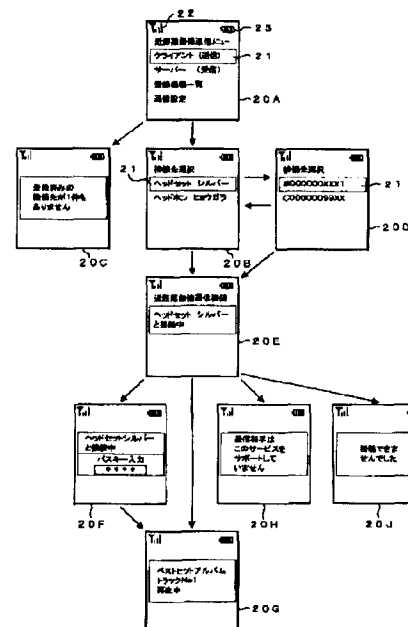 22
23
近距離無線通信メニュー
クライアント (送信)
21
サーバー (受信)
登録機器一覧
通信設定
20A
登録済みの
接続先が1件も
ありません
20C
接続先選択
21
ヘッドセット シルバー
ヘッドホン ヒョウガラ
20B
接続先選択
21
20D
近距離無線通信接続
ヘッドセット シルバー
と接続中
20E
ヘッドセットシルバー
と接続中
パスキー入力
****
20F
通信相手は
このサービスを
サポートして
いません
20H
接続できま
せんでした
20J
ベストヒットアルバム
トラックNo1
再生中
20G